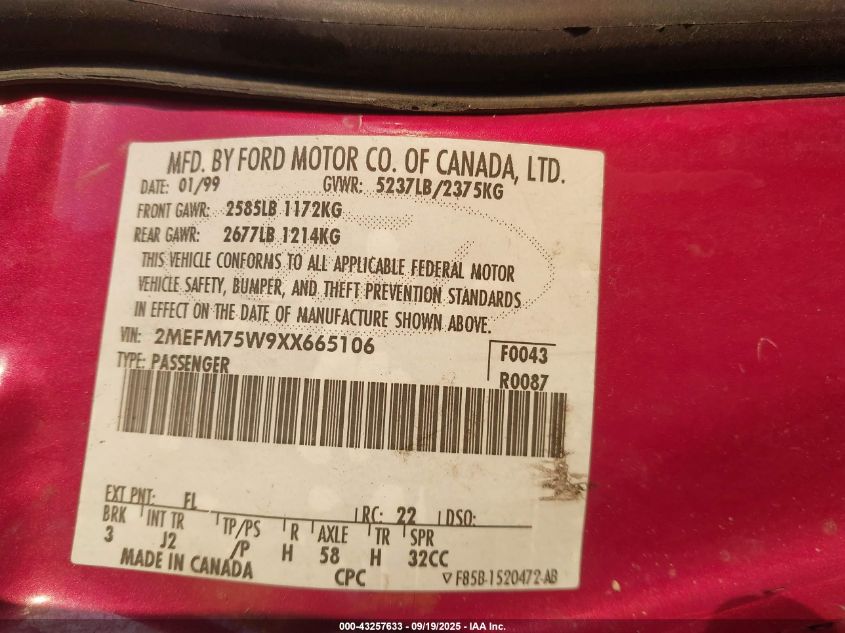 MFD. BY FORD MOTOR CO. OF CANADA, LTD.
DATE: 01/99 GVWR: 5237LB/2375KG
FRONT GAWR: 2585LB 1172KG
REAR GAWR: 2677LB 1214KG
THIS VEHICLE CONFORMS TO ALL APPLICABLE FEDERAL MOTOR
VEHICLE SAFETY, BUMPER, AND THEFT PREVENTION STANDARDS
IN EFFECT ON THE DATE OF MANUFACTURE SHOWN ABOVE.
VIN: 2MEFM75W9XX665106 F0043
TYPE: PASSENGER R0087
EXT PNT: FL RC: 22 DSO:
BRK INT TR TP/PS R AXLE TR SPR
3 J2 /P H 58 H 32CC
MADE IN CANADA CPC ▽ F85B-1520472-AB
000-43257633 - 09/19/2025 - IAA Inc.